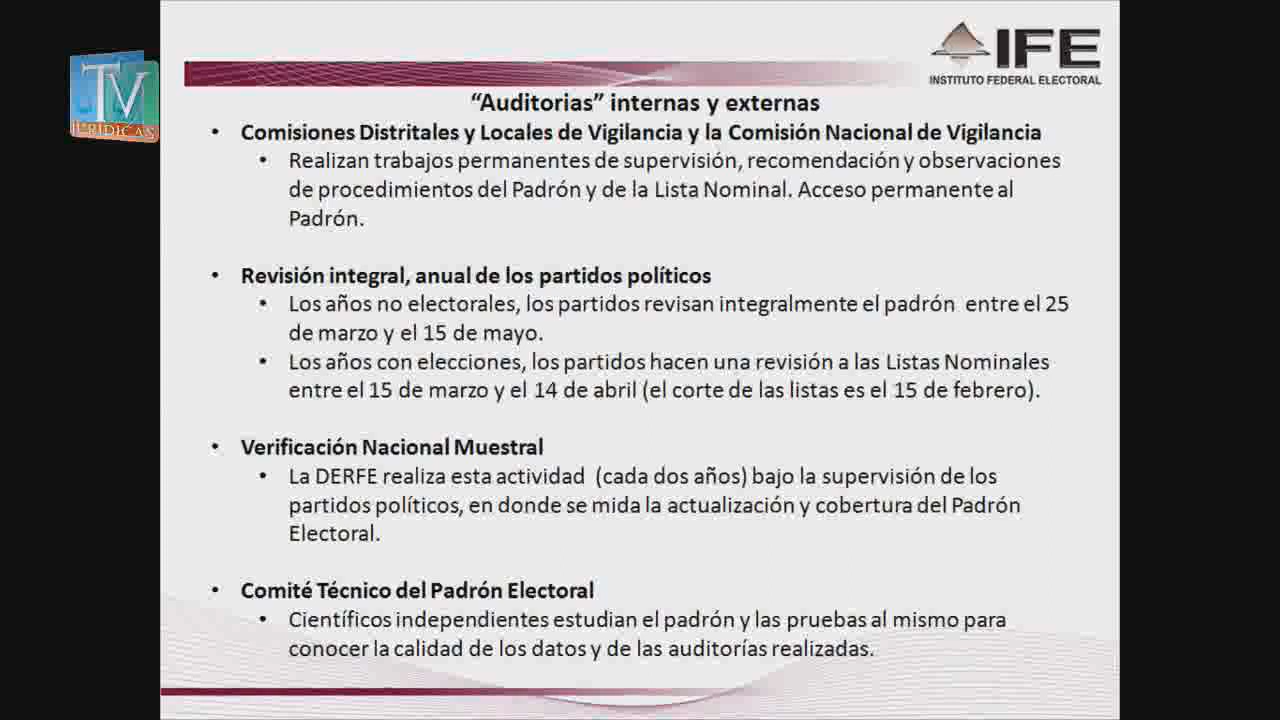 IFE
INSTITUTO FEDERAL ELECTORAL
TV
JURÍDICAS
“Auditorias” internas y externas
• Comisiones Distritales y Locales de Vigilancia y la Comisión Nacional de Vigilancia
• Realizan trabajos permanentes de supervisión, recomendación y observaciones
de procedimientos del Padrón y de la Lista Nominal. Acceso permanente al
Padrón.
• Revisión integral, anual de los partidos políticos
• Los años no electorales, los partidos revisan integralmente el padrón entre el 25
de marzo y el 15 de mayo.
• Los años con elecciones, los partidos hacen una revisión a las Listas Nominales
entre el 15 de marzo y el 14 de abril (el corte de las listas es el 15 de febrero).
• Verificación Nacional Muestral
• La DERFE realiza esta actividad (cada dos años) bajo la supervisión de los
partidos políticos, en donde se mida la actualización y cobertura del Padrón
Electoral.
• Comité Técnico del Padrón Electoral
• Científicos independientes estudian el padrón y las pruebas al mismo para
conocer la calidad de los datos y de las auditorías realizadas.